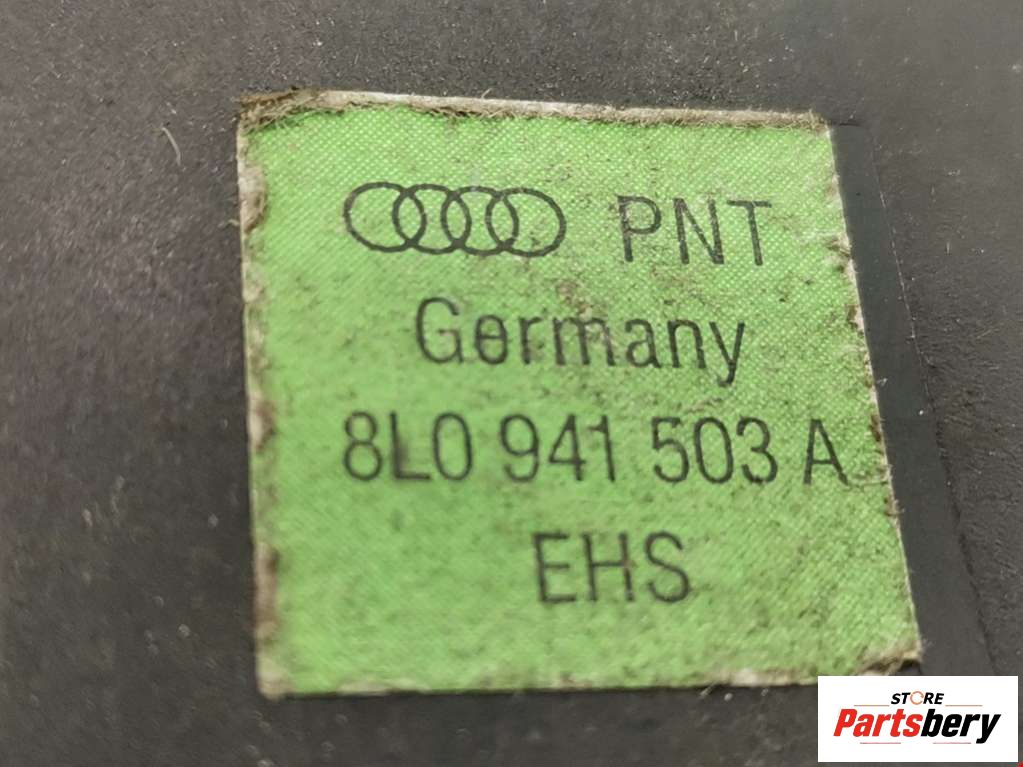 PNT
Germany
8L0 941 503 A
EHS
STORE
Partsbery